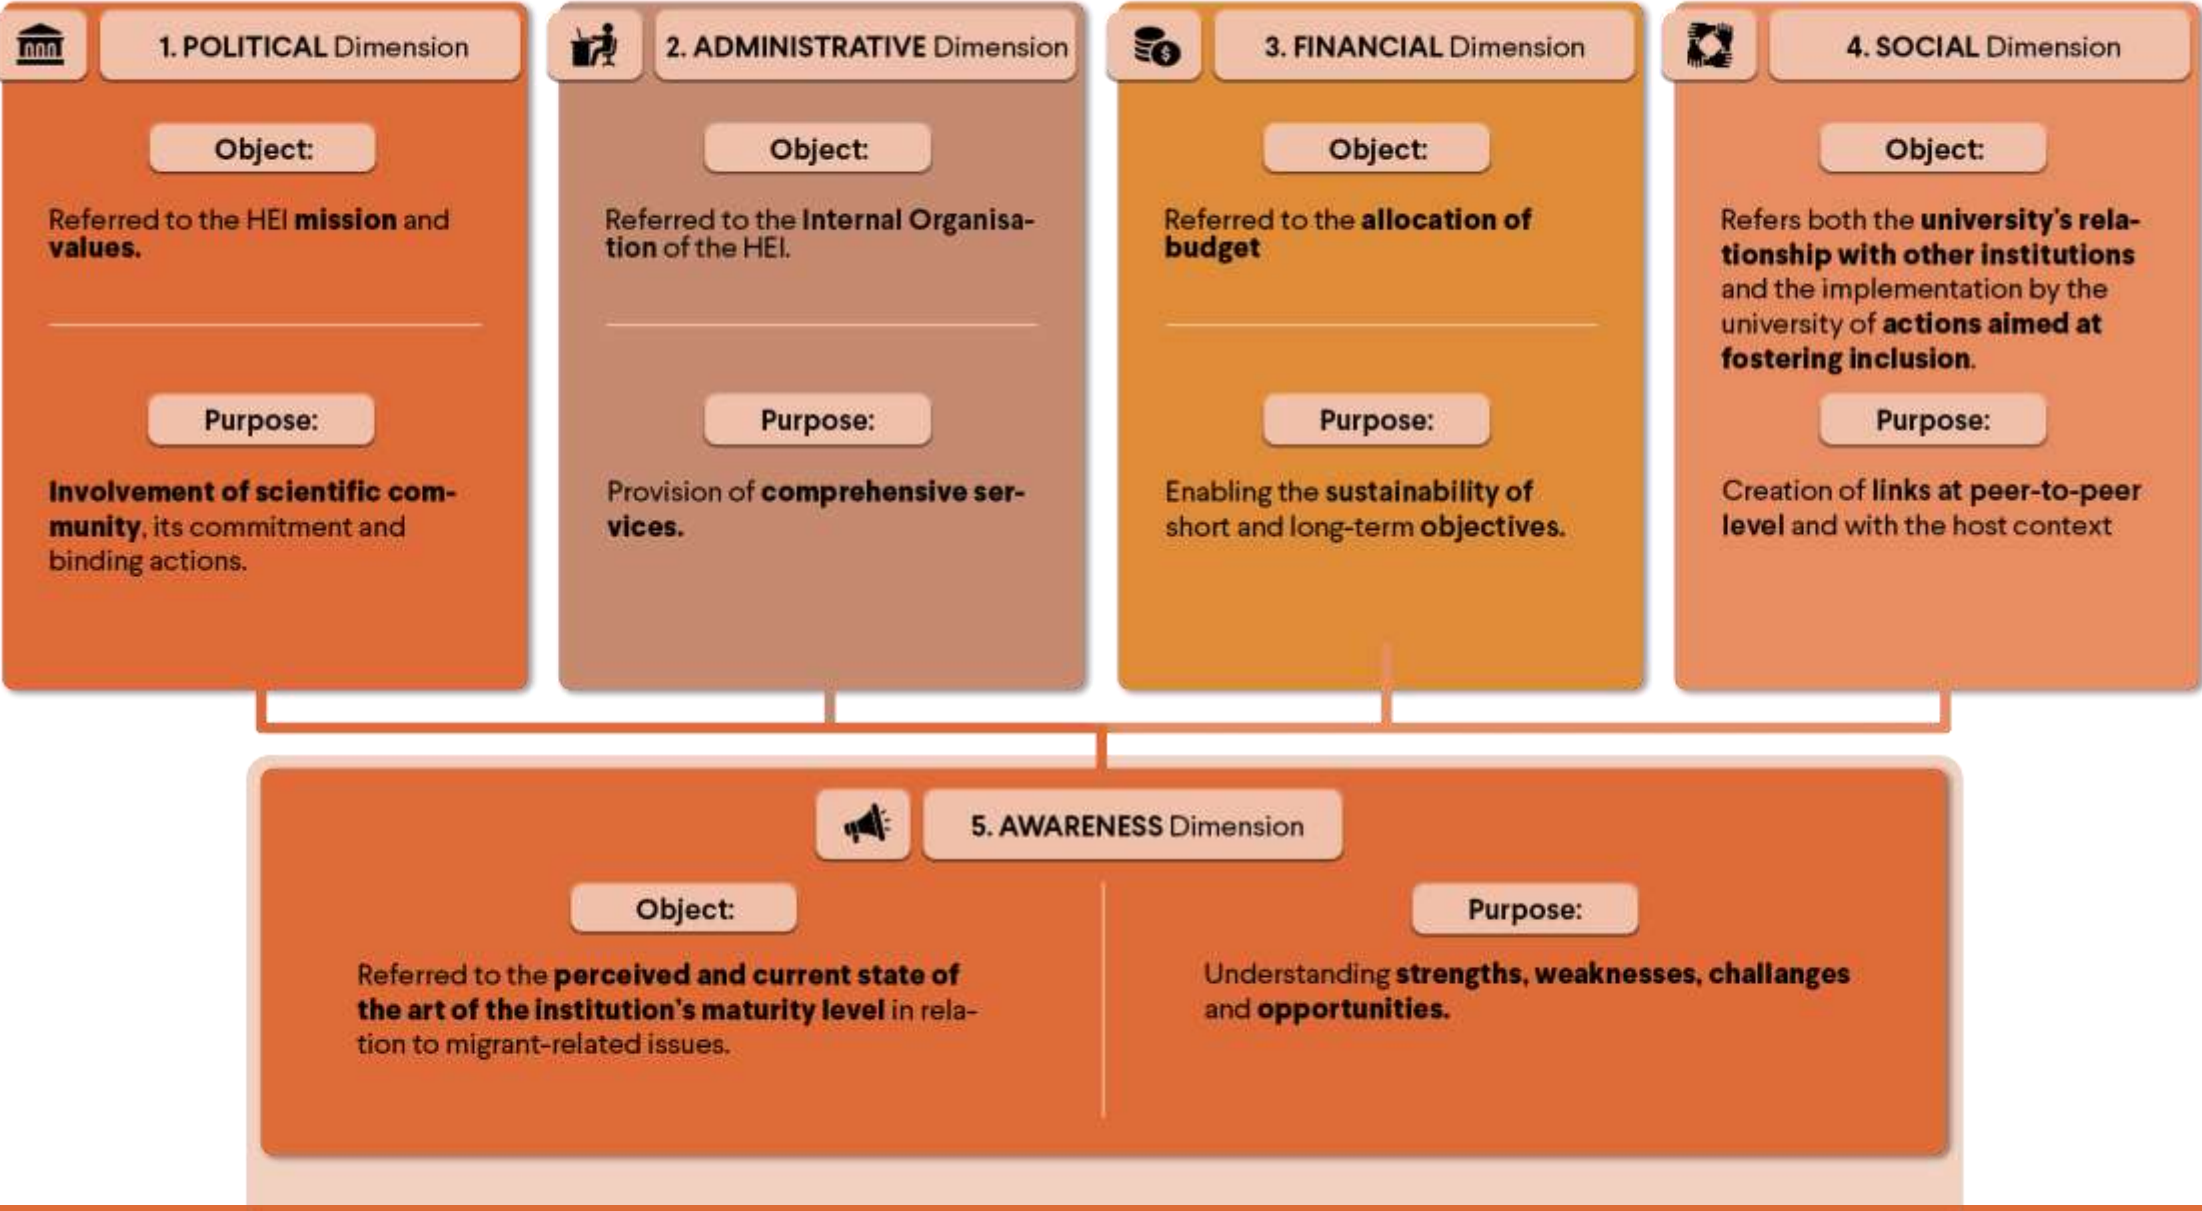 1. POLITICAL Dimension
Object:
Referred to the HEI mission and
values.
Purpose:
Involvement of scientific com-
munity, its commitment and
binding actions.
2. ADMINISTRATIVE Dimension
Object:
Referred to the Internal Organisa-
tion of the HEI.
Purpose:
Provision of comprehensive ser-
vices.
3. FINANCIAL Dimension
Object:
Referred to the allocation of
budget
Purpose:
Enabling the sustainability of
short and long-term objectives.
4. SOCIAL Dimension
Object:
Refers both the university's rela-
tionship with other institutions
and the implementation by the
university of actions aimed at
fostering inclusion.
Purpose:
Creation of links at peer-to-peer
level and with the host context
5. AWARENESS Dimension
Object:
Referred to the perceived and current state of
the art of the institution's maturity level in rela-
tion to migrant-related issues.
Purpose:
Understanding strengths, weaknesses, challanges
and opportunities.